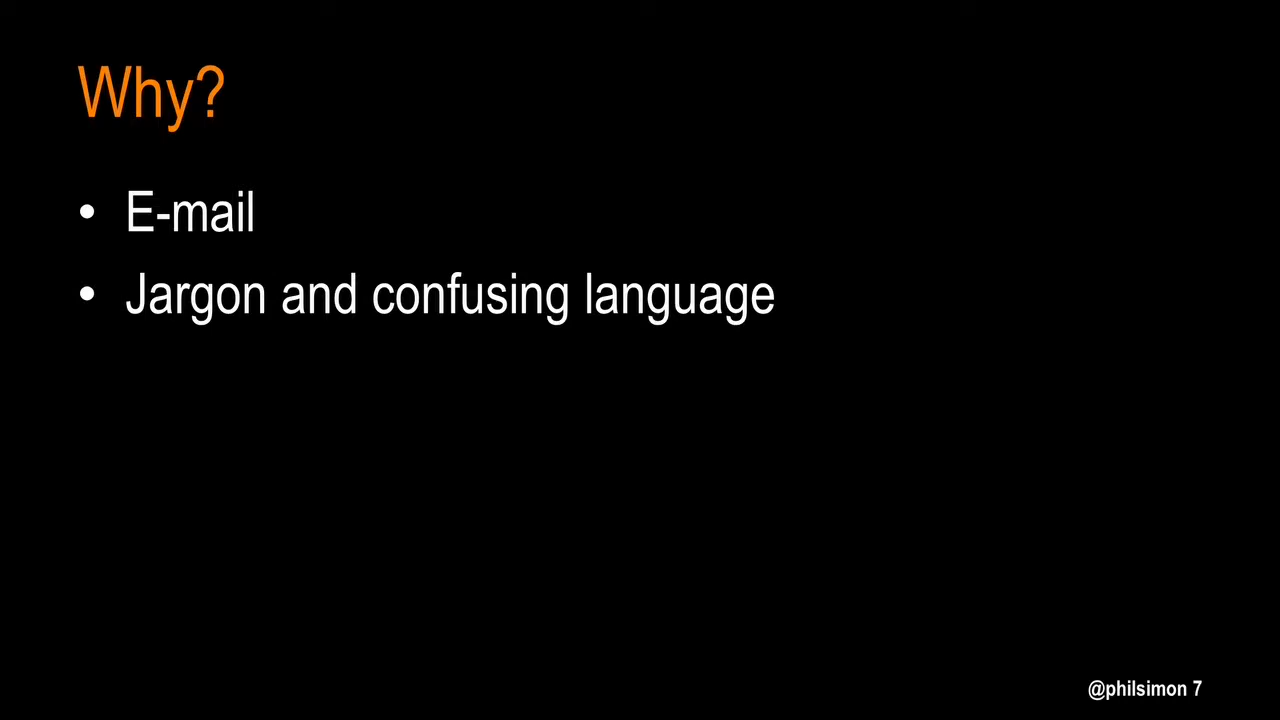 Why?
• E-mail
• Jargon and confusing language
@philsimon 7